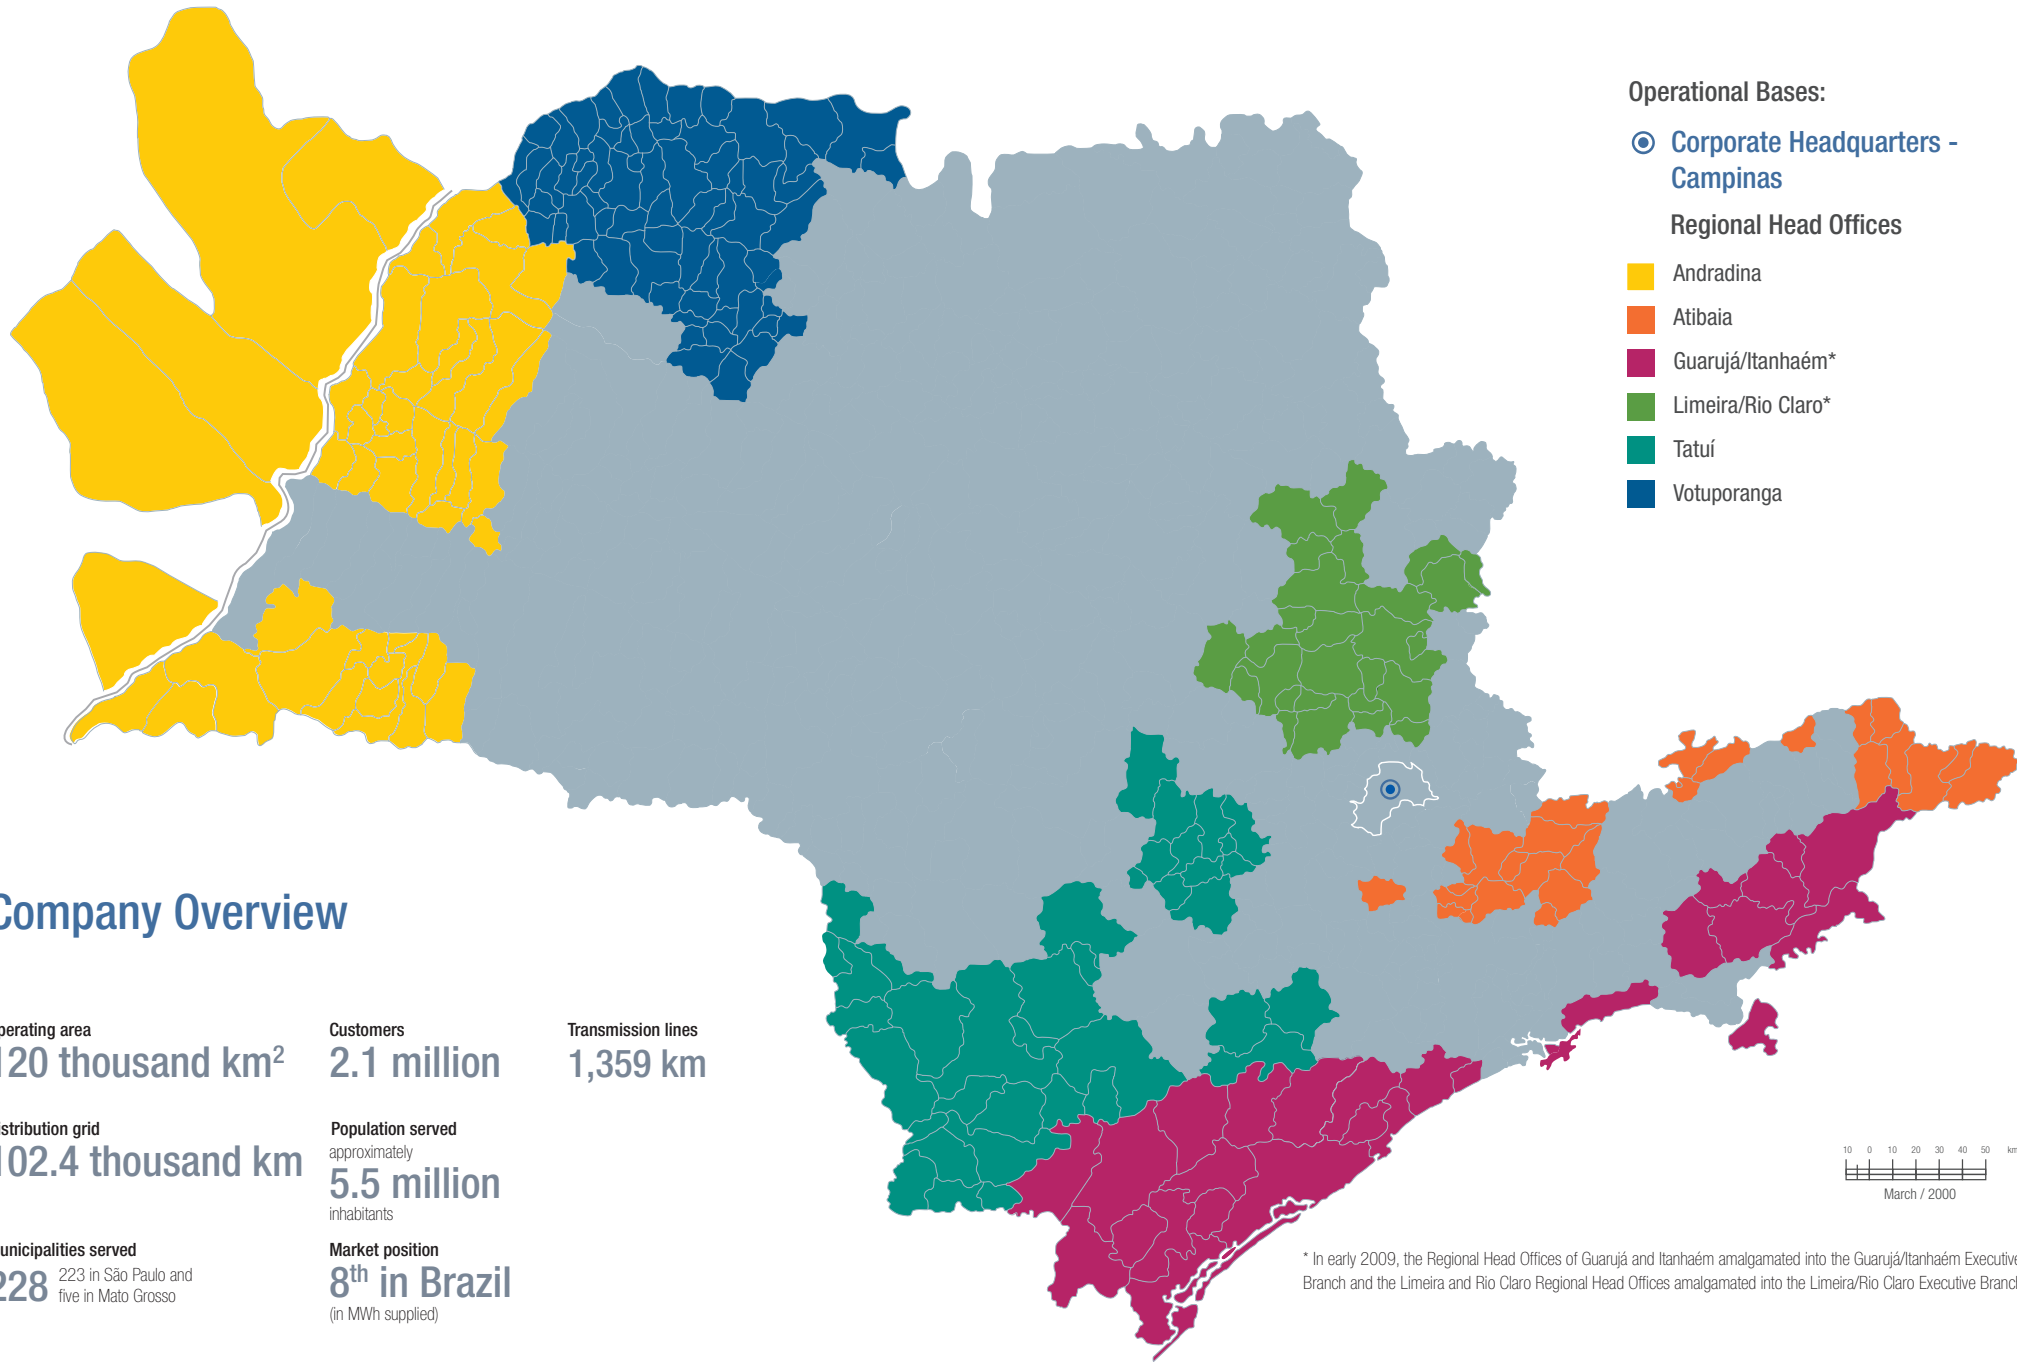 Operational Bases:
Corporate Headquarters -
Campinas
Regional Head Offices
Andradina
Atibaia
Guarujá/Itanhaém*
Limeira/Rio Claro*
Tatuí
Votuporanga
Company Overview
perating area
120 thousand km²
Customers
2.1 million
Transmission lines
1,359 km
istribution grid
102.4 thousand km
Population served
approximately
5.5 million
inhabitants
unicipalities served
228 223 in São Paulo and
five in Mato Grosso
Market position
8th in Brazil
(in MWh supplied)
10 0 10 20 30 40 50 km
March / 2000
* In early 2009, the Regional Head Offices of Guarujá and Itanhaém amalgamated into the Guarujá/Itanhaém Executive
Branch and the Limeira and Rio Claro Regional Head Offices amalgamated into the Limeira/Rio Claro Executive Branch